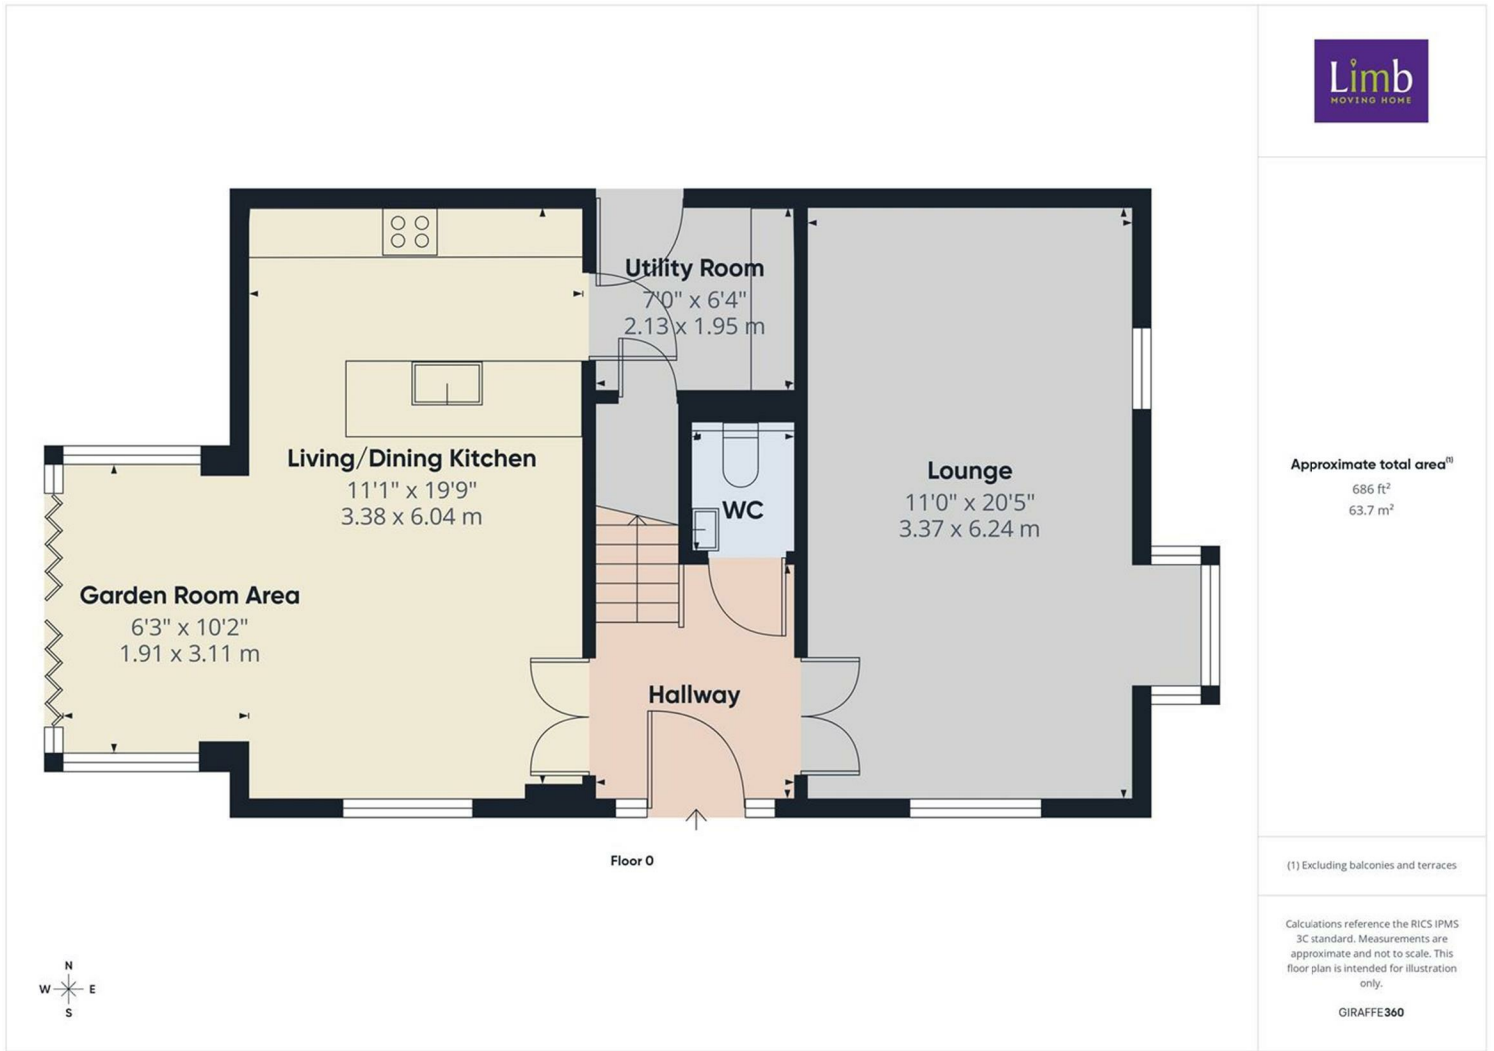 Limb
MOVING HOME
Utility Room
7'0" x 6'4"
2.13 x 1.95 m
Living/Dining Kitchen
11'1" x 19'9"
3.38 x 6.04 m
WC
Lounge
11'0" x 20'5"
3.37 x 6.24 m
Garden Room Area
6'3" x 10'2"
1.91 x 3.11 m
Hallway
Floor 0
N
W E
S
Approximate total area(1)
686 ft²
63.7 m²
(1) Excluding balconies and terraces
Calculations reference the RICS IPMS
3C standard. Measurements are
approximate and not to scale. This
floor plan is intended for illustration
only.
GIRAFFE360